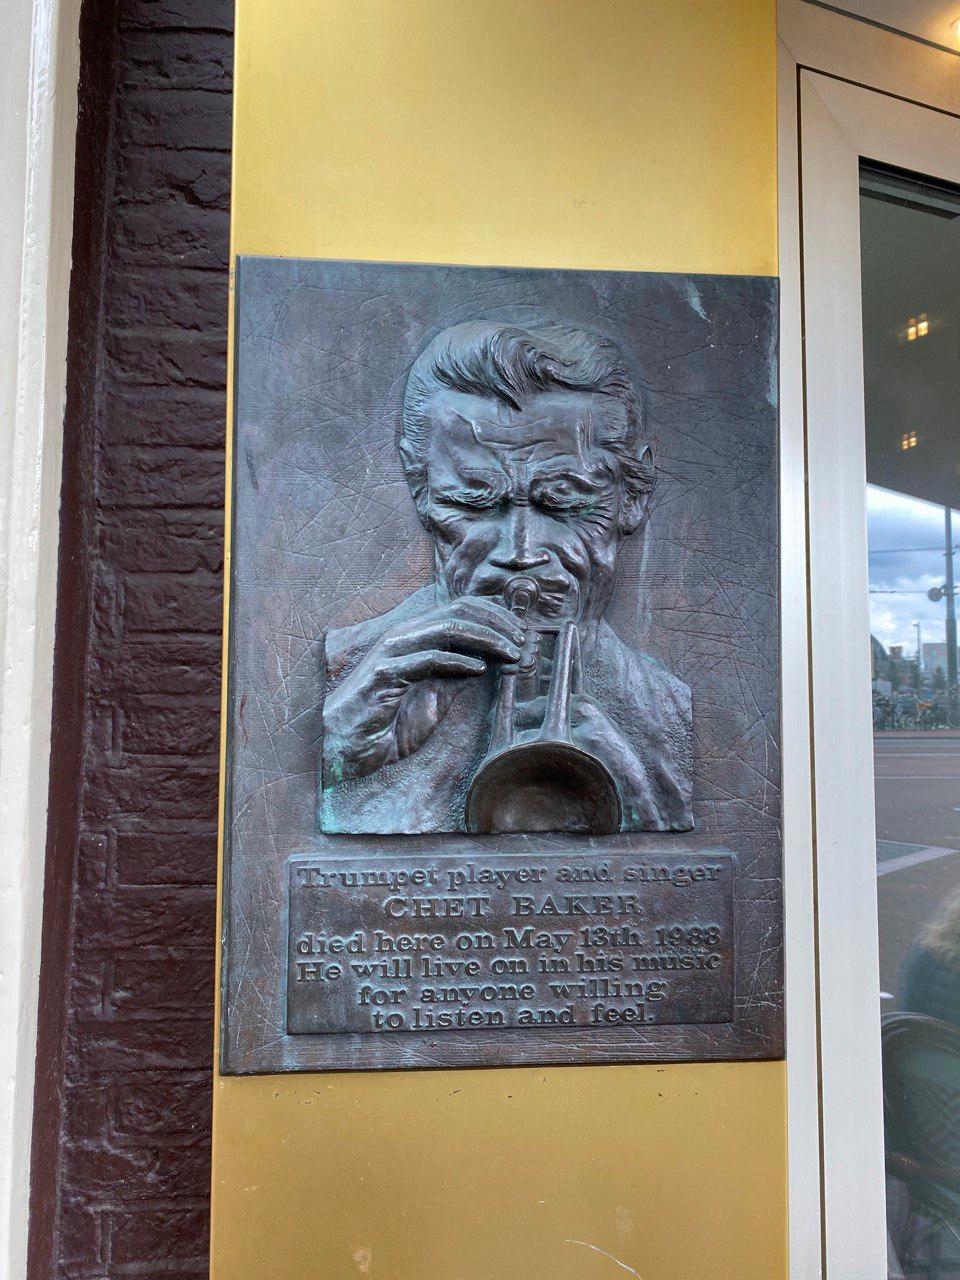 Trumpet player and singer
CHET BAKER
died here on May 13th 1988
He will live on in his music
for anyone willing
to listen and feel.